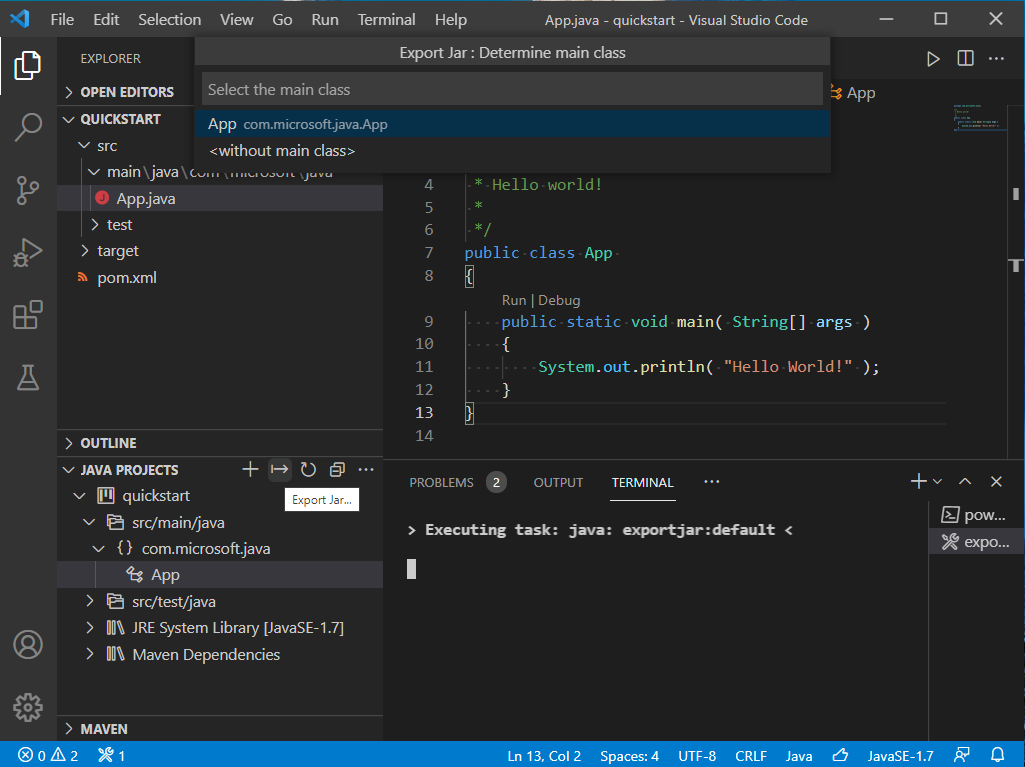 File Edit Selection View Go Run Terminal Help App.java - quickstart - Visual Studio Code
EXPLORER
OPEN EDITORS
QUICKSTART
src
main\java\com\microsoft\java
App.java
test
target
pom.xml
OUTLINE
JAVA PROJECTS
Export Jar...
quickstart
src/main/java
{} com.microsoft.java
App
src/test/java
JRE System Library [JavaSE-1.7]
Maven Dependencies
MAVEN
Export Jar : Determine main class
Select the main class
App com.microsoft.java.App
<without main class>
App
4 * Hello world!
5 *
6 */
7 public class App
8 {
Run | Debug
9 public static void main( String[] args )
10 {
11 System.out.println( "Hello World!" );
12 }
13 }
14
PROBLEMS 2 OUTPUT TERMINAL ...
> Executing task: java: exportjar:default <
pow...
expo...
0 2 1 Ln 13, Col 2 Spaces: 4 UTF-8 CRLF Java JavaSE-1.7